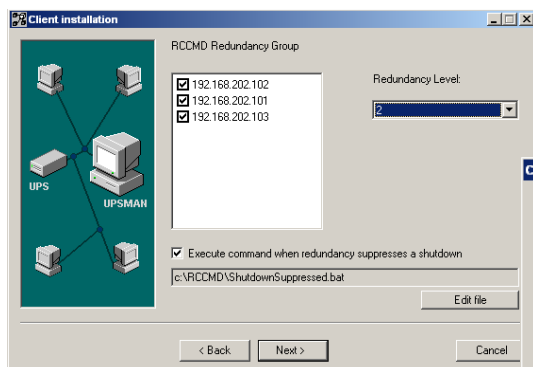 Client installation
RCCMD Redundancy Group
192.168.202.102
192.168.202.101
192.168.202.103
Redundancy Level:
2
UPS
UPSMAN
Execute command when redundancy suppresses a shutdown
c:\RCCMD\ShutdownSuppressed.bat
Edit file
< Back
Next >
Cancel